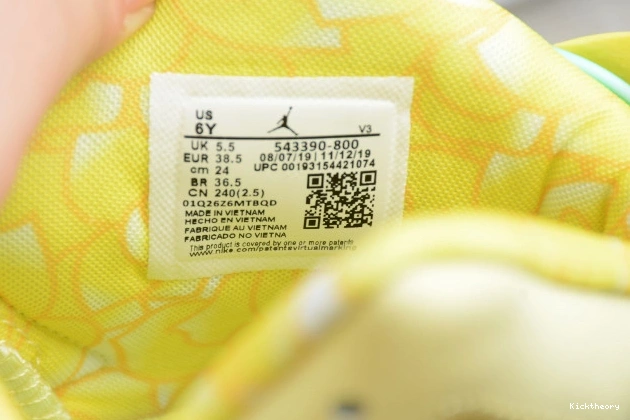 US
6Y
V3
UK 5.5
EUR 38.5
cm 24
BR 36.5
CN 240(2.5)
543390-800
08/07/19 | 11/12/19
UPC 00193154421074
01Q26Z6MTBQD
MADE IN VIETNAM
HECHO EN VIETNAM
FABRIQUE AU VIETNAM
FABRICADO NO VIETNA
This product is covered by one or more patents
www.nike.com/patentsvirtualmarking
Kicktheory